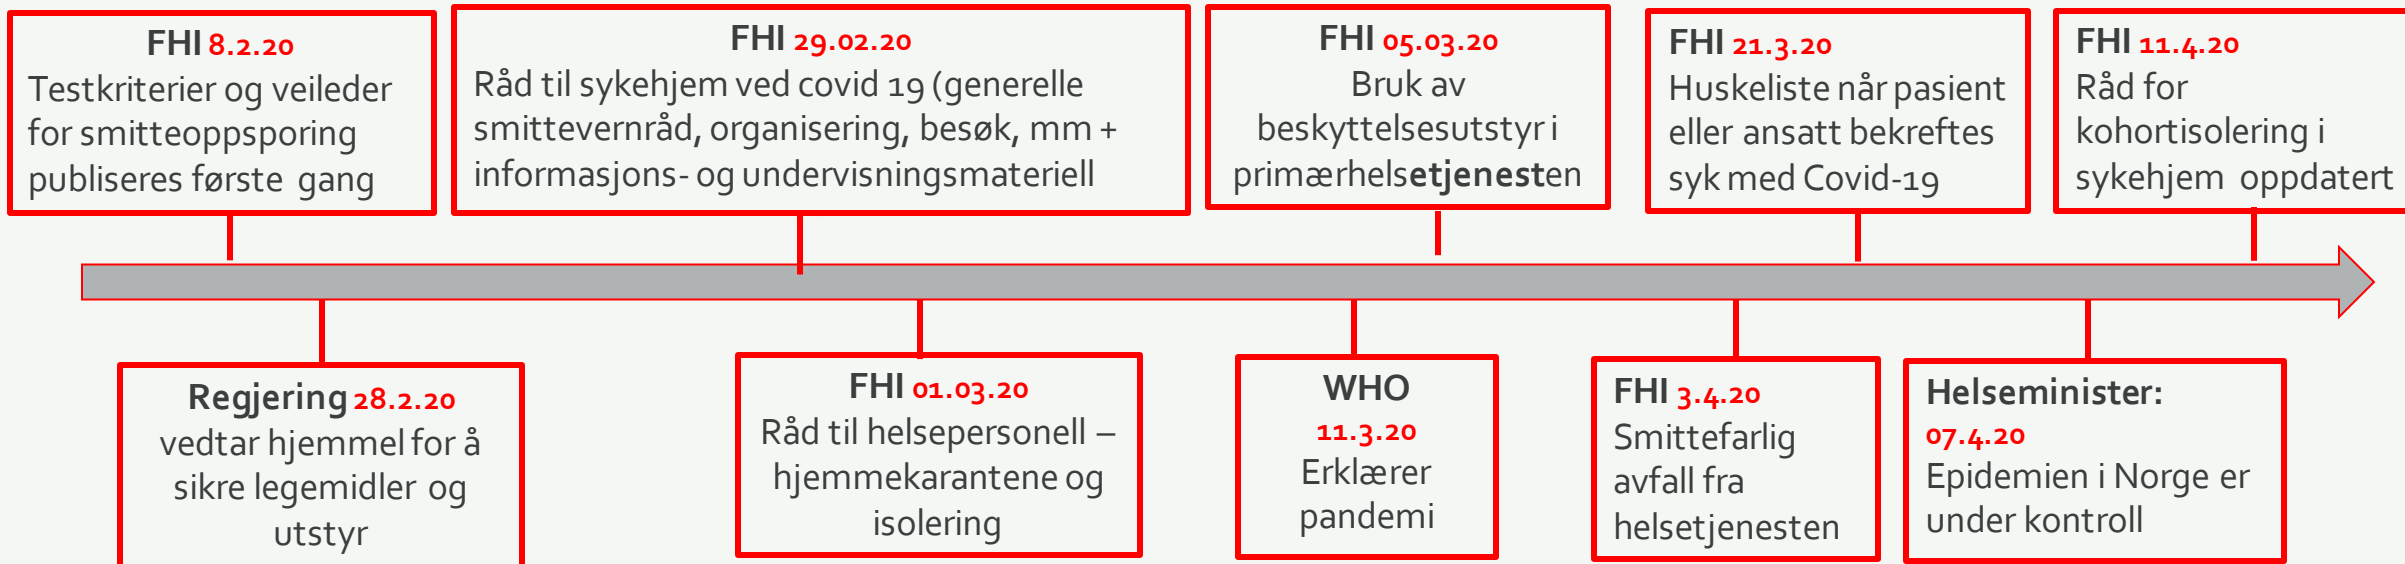 FHI 8.2.20
Testkriterier og veileder
for smitteoppsporing
publiseres første gang
FHI 29.02.20
Råd til sykehjem ved covid 19 (generelle
smittevernråd, organisering, besøk, mm +
informasjons- og undervisningsmateriell
FHI 05.03.20
Bruk av
beskyttelsesutstyr i
primærhelsetjenesten
FHI 21.3.20
Huskeliste når pasient
eller ansatt bekreftes
syk med Covid-19
FHI 11.4.20
Råd for
kohortisolering i
sykehjem oppdatert
Regjering 28.2.20
vedtar hjemmel for å
sikre legemidler og
utstyr
FHI 01.03.20
Råd til helsepersonell –
hjemmekarantene og
isolering
WHO
11.3.20
Erklærer
pandemi
FHI 3.4.20
Smittefarlig
avfall fra
helsetjenesten
Helseminister:
07.4.20
Epidemien i Norge er
under kontroll